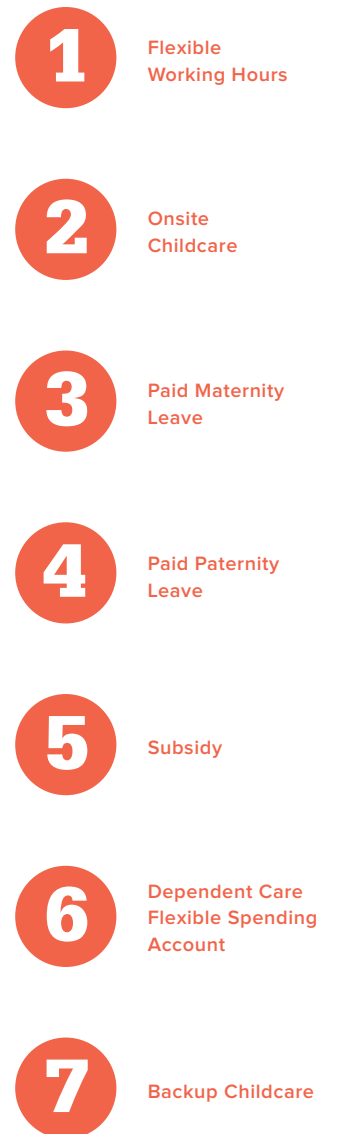 1
Flexible
Working Hours
2
Onsite
Childcare
3
Paid Maternity
Leave
4
Paid Paternity
Leave
5
Subsidy
6
Dependent Care
Flexible Spending
Account
7
Backup Childcare